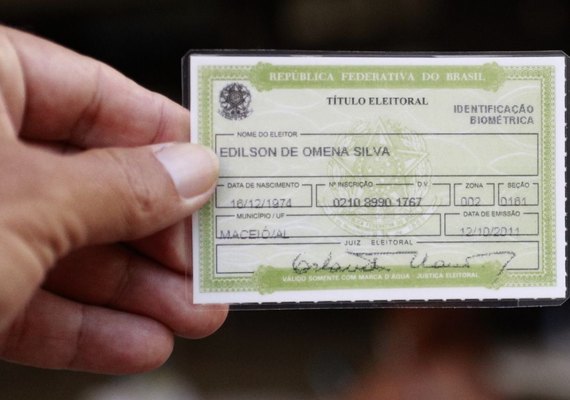 REPÚBLICA FEDERATIVA DO BRASIL
TÍTULO ELEITORAL
IDENTIFICAÇÃO
BIOMÉTRICA
NOME DO ELEITOR
EDILSON DE OMENA SILVA
DATA DE NASCIMENTO Nº INSCRIÇÃO D.V. ZONA SEÇÃO
16/12/1974 0210 8990 1767 002 0161
MUNICÍPIO / UF DATA DE EMISSÃO
MACEIÓ/AL 12/10/2011
JUIZ ELEITORAL
VÁLIDO SOMENTE COM MARCA D'ÁGUA - JUSTIÇA ELEITORAL